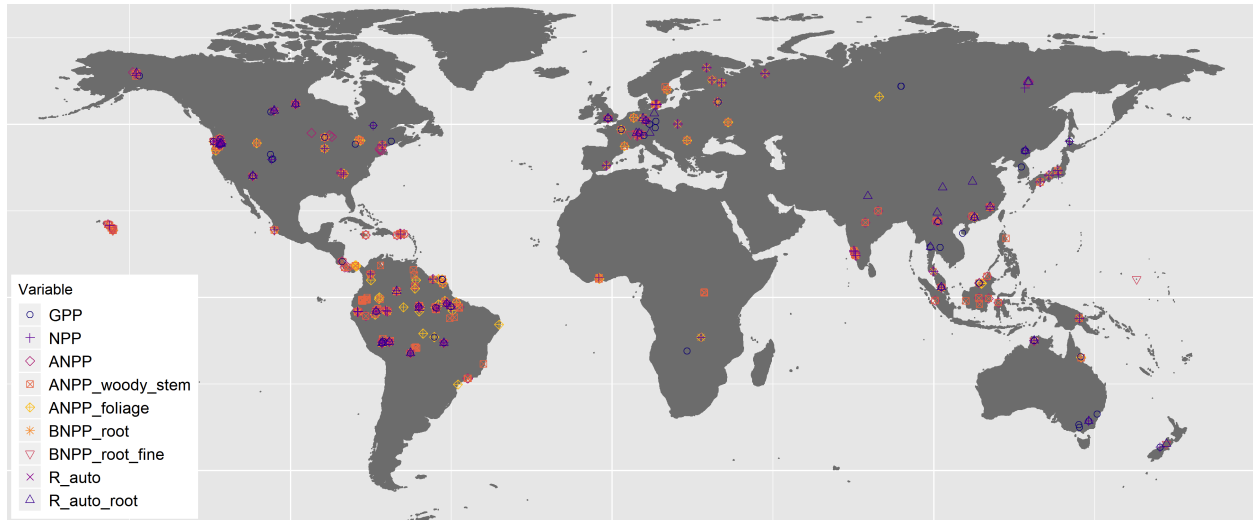 Variable
GPP
NPP
ANPP
ANPP_woody_stem
ANPP_foliage
BNPP_root
BNPP_root_fine
R_auto
R_auto_root